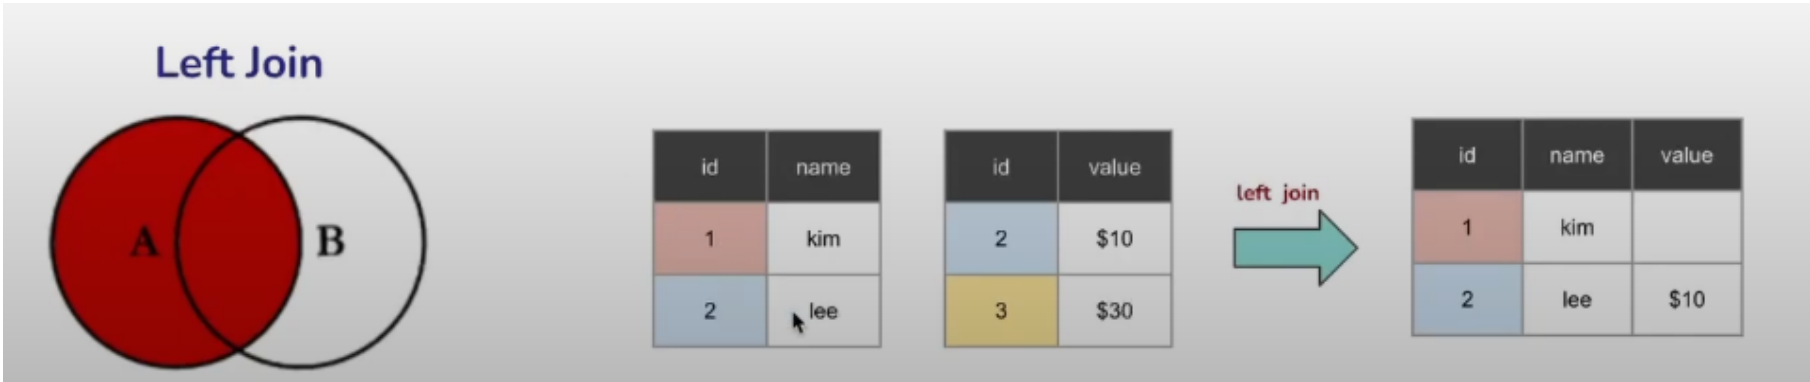 Left Join
A B
id name
1 kim
2 lee
id value
2 $10
3 $30
left join
id name value
1 kim
2 lee $10